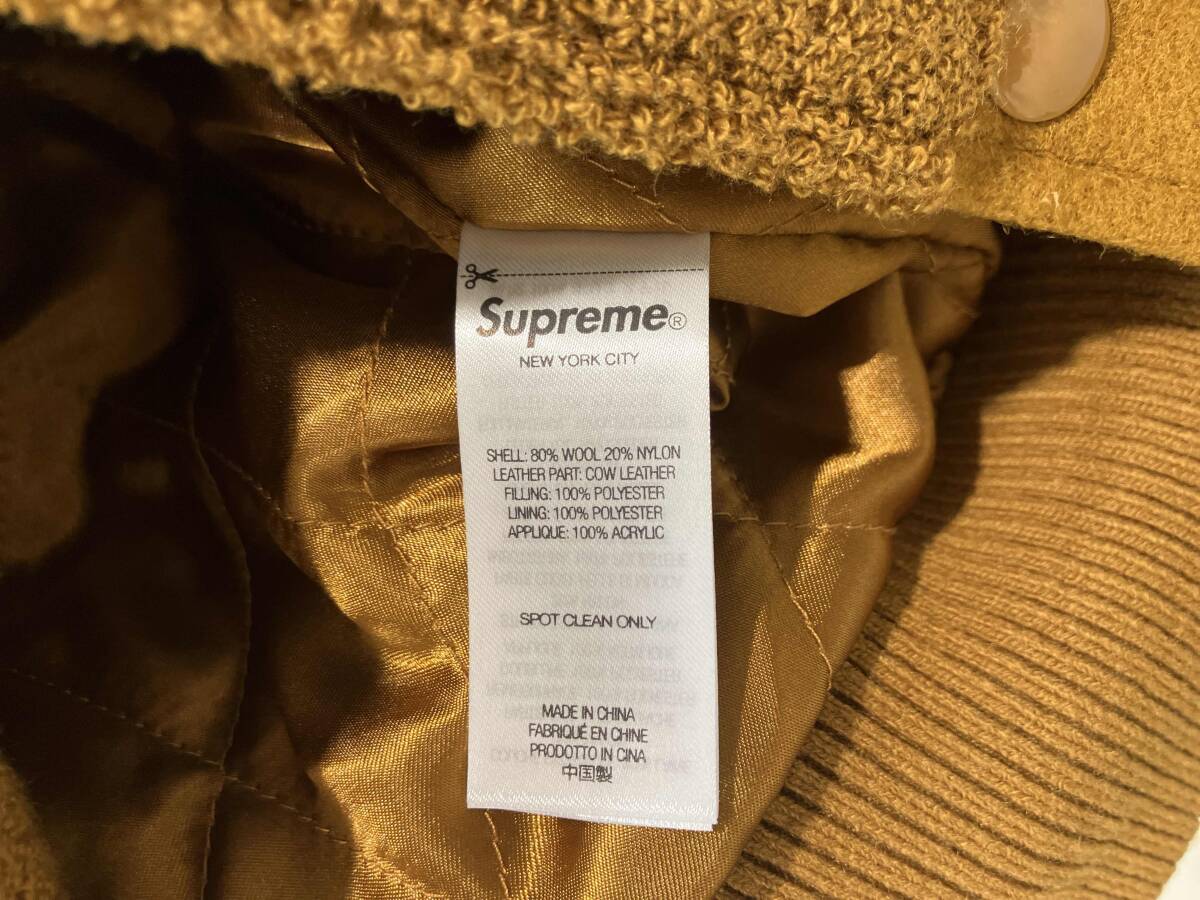 Supreme®
NEW YORK CITY
SHELL: 80% WOOL 20% NYLON
LEATHER PART: COW LEATHER
FILLING: 100% POLYESTER
LINING: 100% POLYESTER
APPLIQUE: 100% ACRYLIC
SPOT CLEAN ONLY
MADE IN CHINA
FABRIQUÉ EN CHINE
PRODOTTO IN CINA
中国製